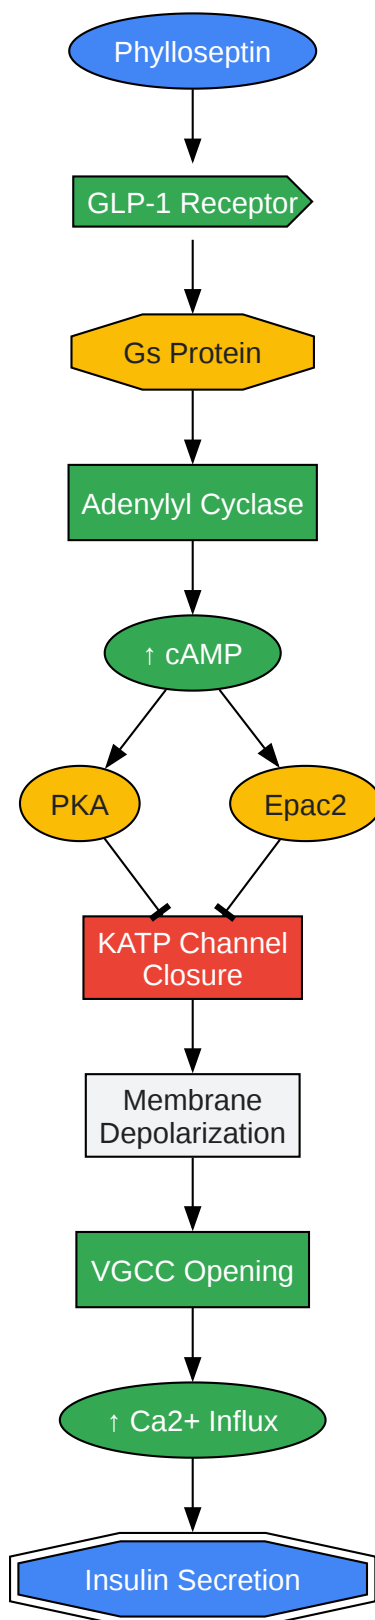 Phylloseptin
GLP-1 Receptor
Gs Protein
Adenylyl Cyclase
↑ cAMP
PKA
Epac2
KATP Channel
Closure
Membrane
Depolarization
VGCC Opening
↑ Ca2+ Influx
Insulin Secretion